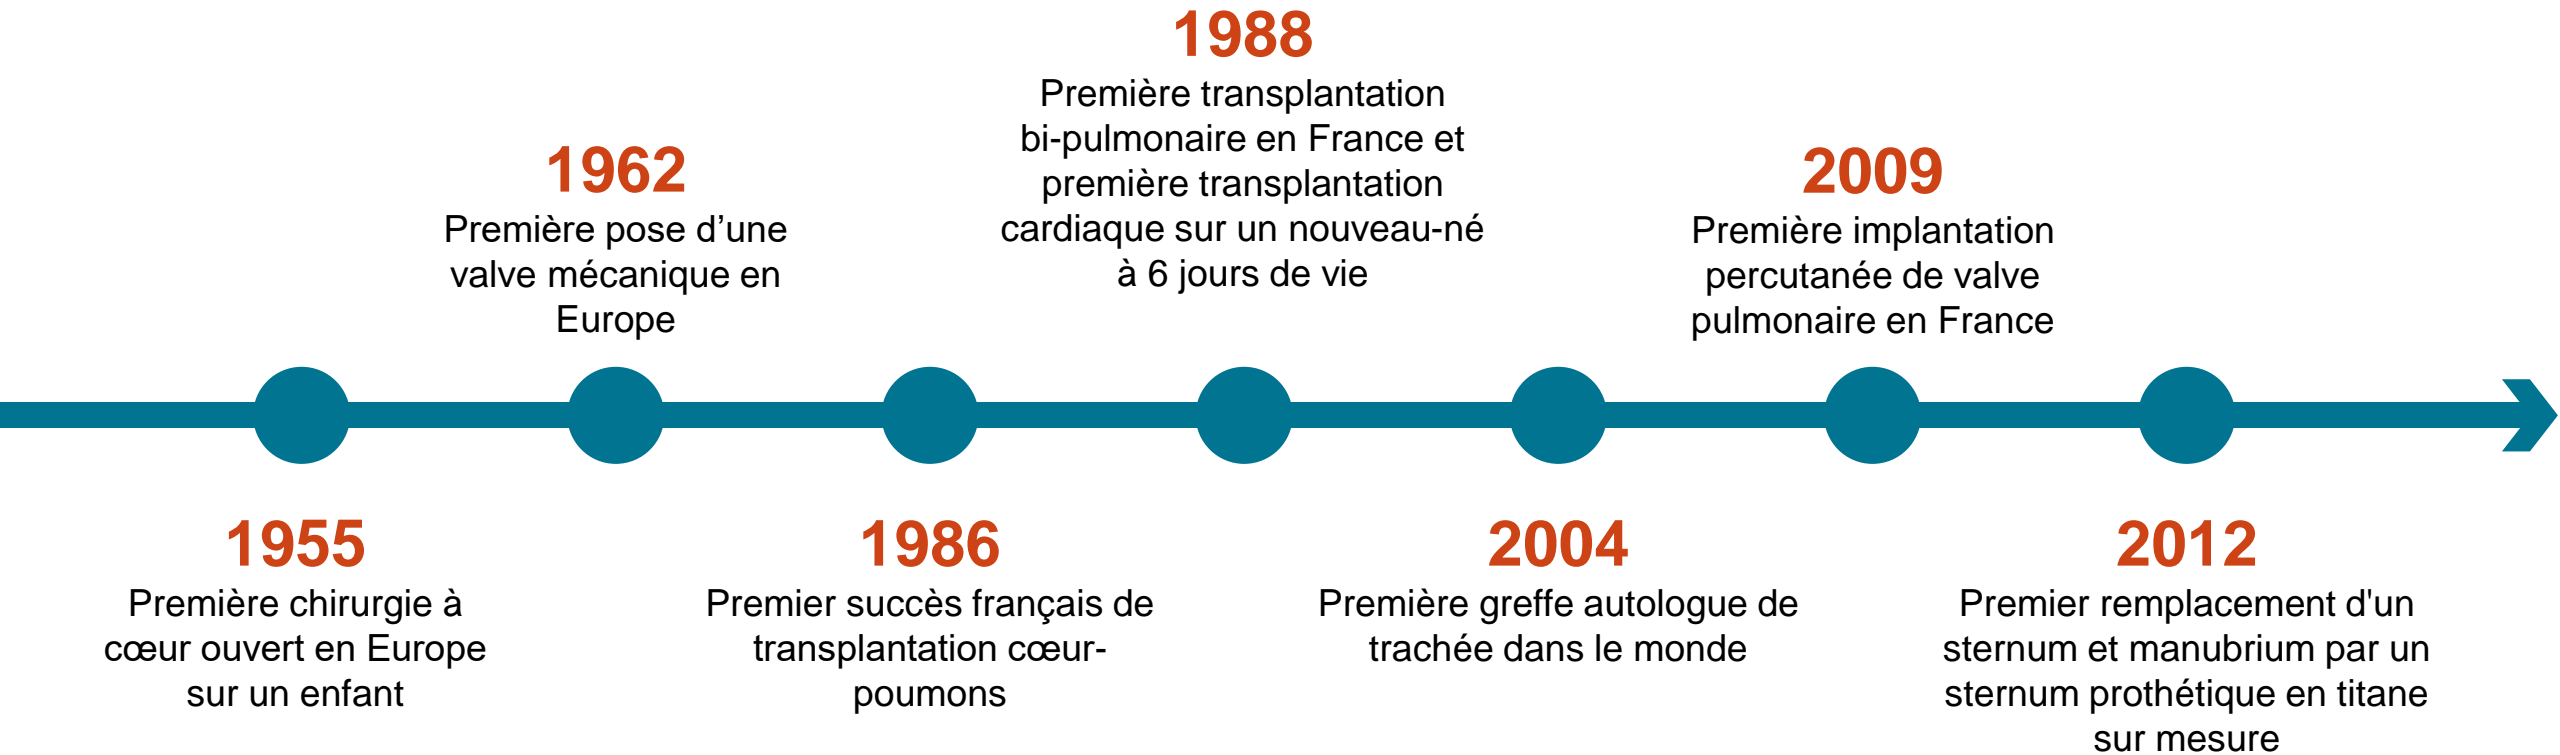 1955
Première chirurgie à
cœur ouvert en Europe
sur un enfant
1962
Première pose d’une
valve mécanique en
Europe
1986
Premier succès français de
transplantation cœur-
poumons
1988
Première transplantation
bi-pulmonaire en France et
première transplantation
cardiaque sur un nouveau-né
à 6 jours de vie
2004
Première greffe autologue de
trachée dans le monde
2009
Première implantation
percutanée de valve
pulmonaire en France
2012
Premier remplacement d'un
sternum et manubrium par un
sternum prothétique en titane
sur mesure